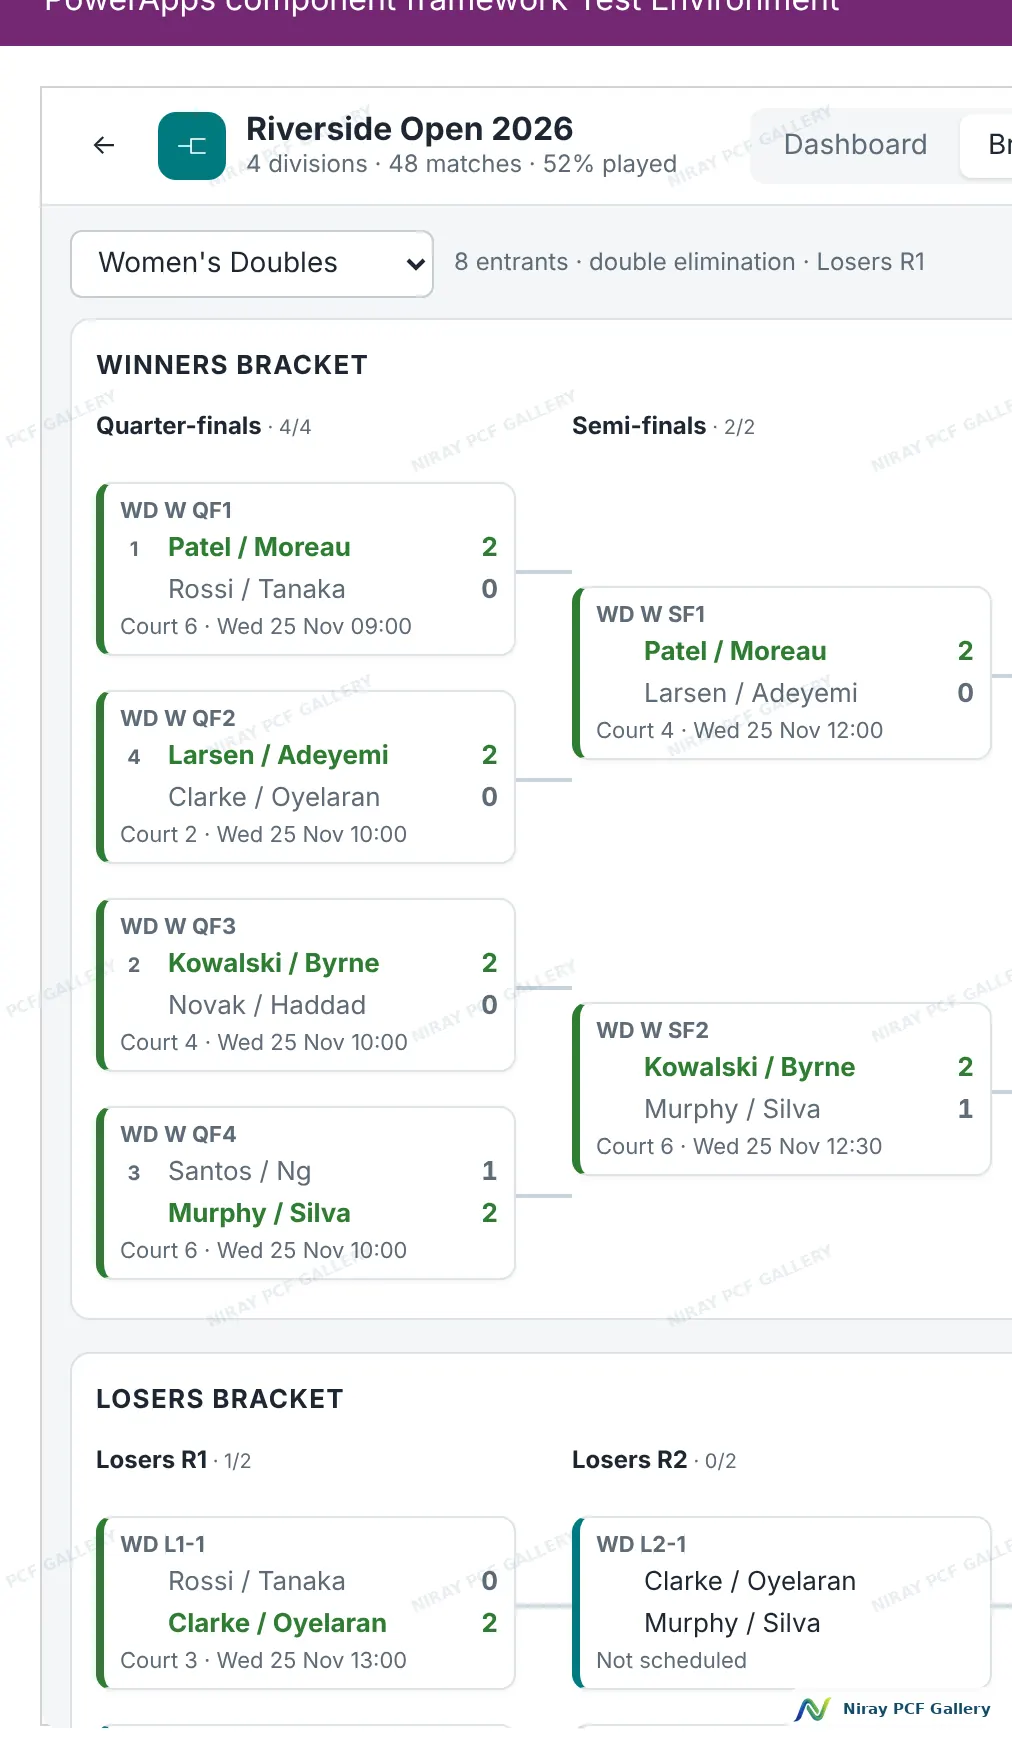 PowerApps component framework Test Environment
Riverside Open 2026
4 divisions · 48 matches · 52% played
Dashboard
Women's Doubles
8 entrants · double elimination · Losers R1
WINNERS BRACKET
Quarter-finals · 4/4
Semi-finals · 2/2
WD W QF1
1 Patel / Moreau 2
Rossi / Tanaka 0
Court 6 · Wed 25 Nov 09:00
WD W SF1
Patel / Moreau 2
Larsen / Adeyemi 0
Court 4 · Wed 25 Nov 12:00
WD W QF2
4 Larsen / Adeyemi 2
Clarke / Oyelaran 0
Court 2 · Wed 25 Nov 10:00
WD W QF3
2 Kowalski / Byrne 2
Novak / Haddad 0
Court 4 · Wed 25 Nov 10:00
WD W SF2
Kowalski / Byrne 2
Murphy / Silva 1
Court 6 · Wed 25 Nov 12:30
WD W QF4
3 Santos / Ng 1
Murphy / Silva 2
Court 6 · Wed 25 Nov 10:00
LOSERS BRACKET
Losers R1 · 1/2
Losers R2 · 0/2
WD L1-1
Rossi / Tanaka 0
Clarke / Oyelaran 2
Court 3 · Wed 25 Nov 13:00
WD L2-1
Clarke / Oyelaran
Murphy / Silva
Not scheduled
Niray PCF Gallery
NIRAY PCF GALLERY